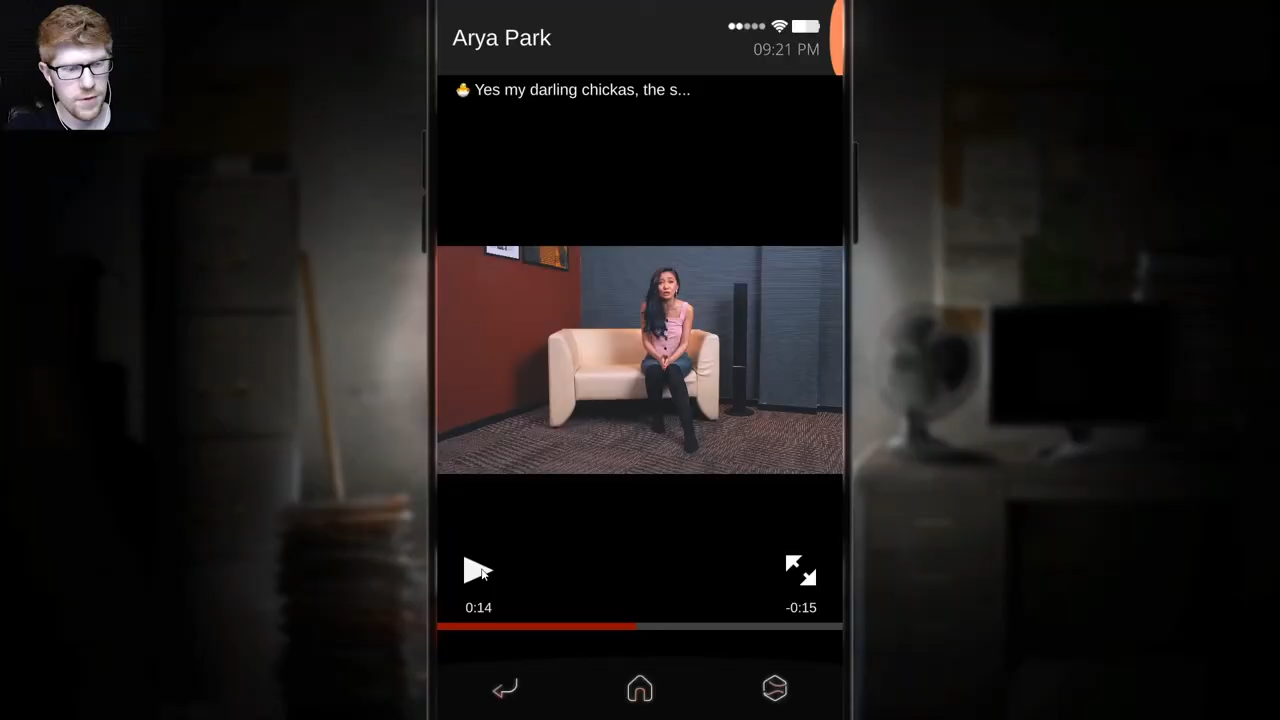 Arya Park
09:21 PM
🐣 Yes my darling chickas, the s...
0:14
-0:15